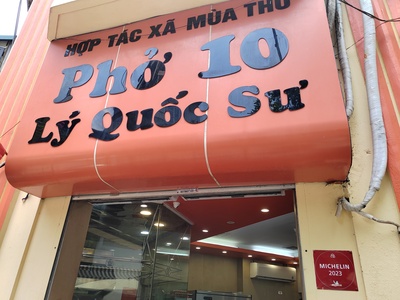 HỢP TÁC XÃ MÙA THU
Phở 10
Lý Quốc Sư
MICHELIN
2023